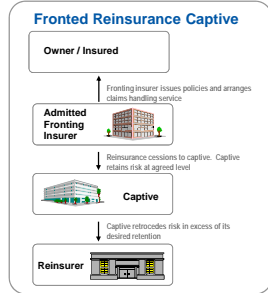 Fronted Reinsurance Captive
Owner / Insured
Fronting insurer issues policies and arranges
claims handling service
Admitted
Fronting
Insurer
Reinsurance cessions to captive. Captive
retains risk at agreed level
Captive
Captive retrocedes risk in excess of its
desired retention
Reinsurer